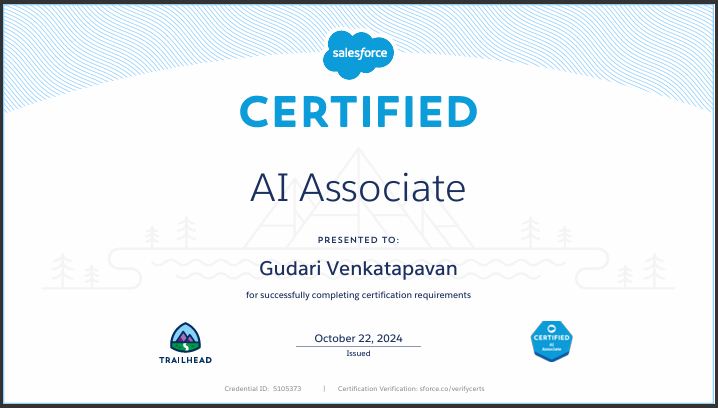 salesforce
CERTIFIED
AI Associate
PRESENTED TO:
Gudari Venkatapavan
for successfully completing certification requirements
October 22, 2024
Issued
TRAILHEAD
CERTIFIED
AI
Associate
Credential ID: 5105373 | Certification Verification: sforce.co/verifycerts